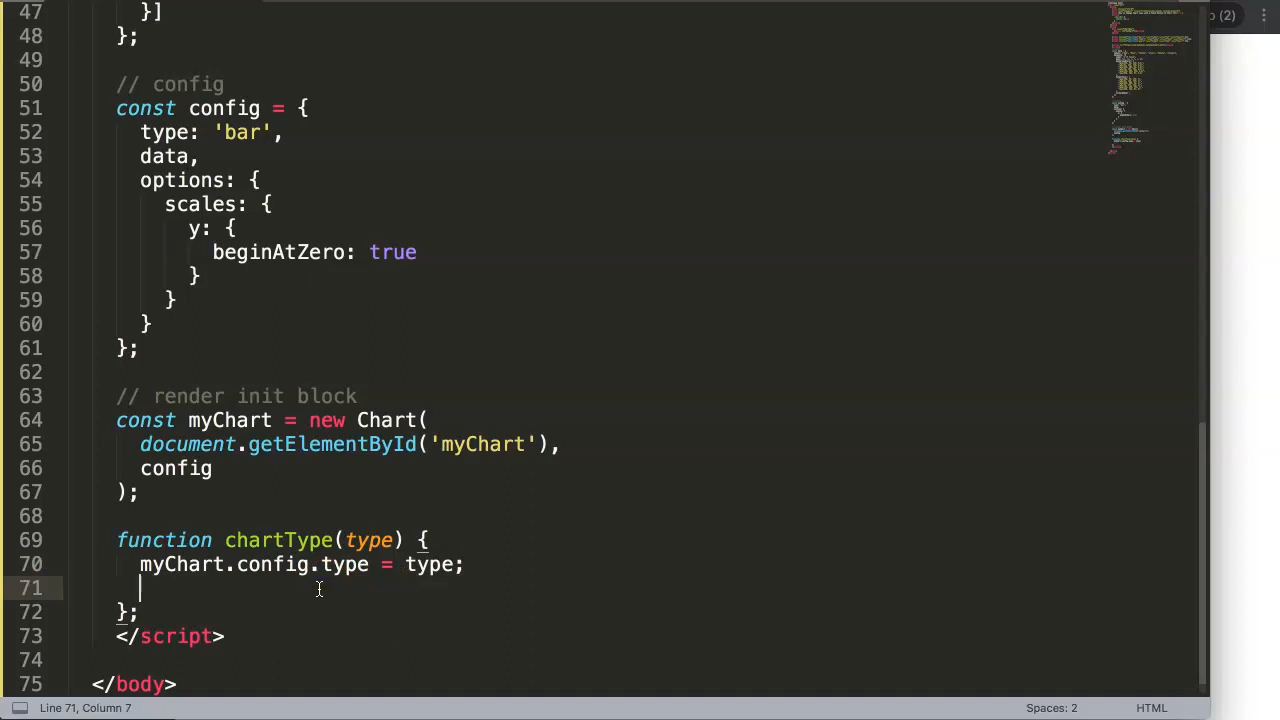 47 }]
48 };
49
50 // config
51 const config = {
52 type: 'bar',
53 data,
54 options: {
55 scales: {
56 y: {
57 beginAtZero: true
58 }
59 }
60 }
61 };
62
63 // render init block
64 const myChart = new Chart(
65 document.getElementById('myChart'),
66 config
67 );
68
69 function chartType(type) {
70 myChart.config.type = type;
71
72 };
73 </script>
74
75 </body>
Line 71, Column 7 Spaces: 2 HTML
(2)